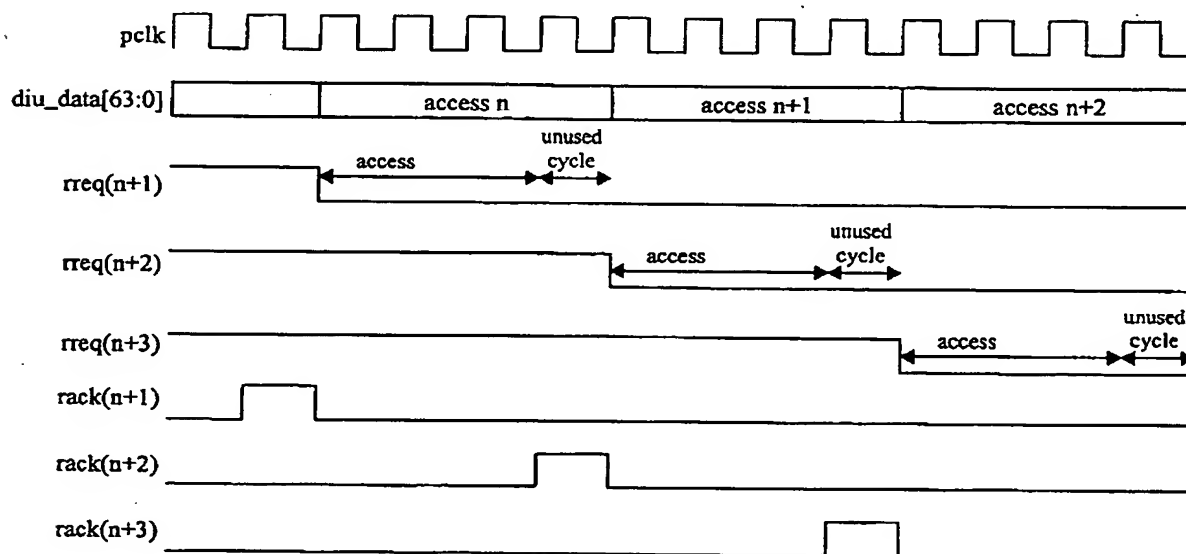 pclk
diu_data[63:0]
access n
access n+1
access n+2
unused
cycle
access
rreq(n+1)
unused
cycle
access
rreq(n+2)
unused
cycle
access
rreq(n+3)
rack(n+1)
rack(n+2)
rack(n+3)